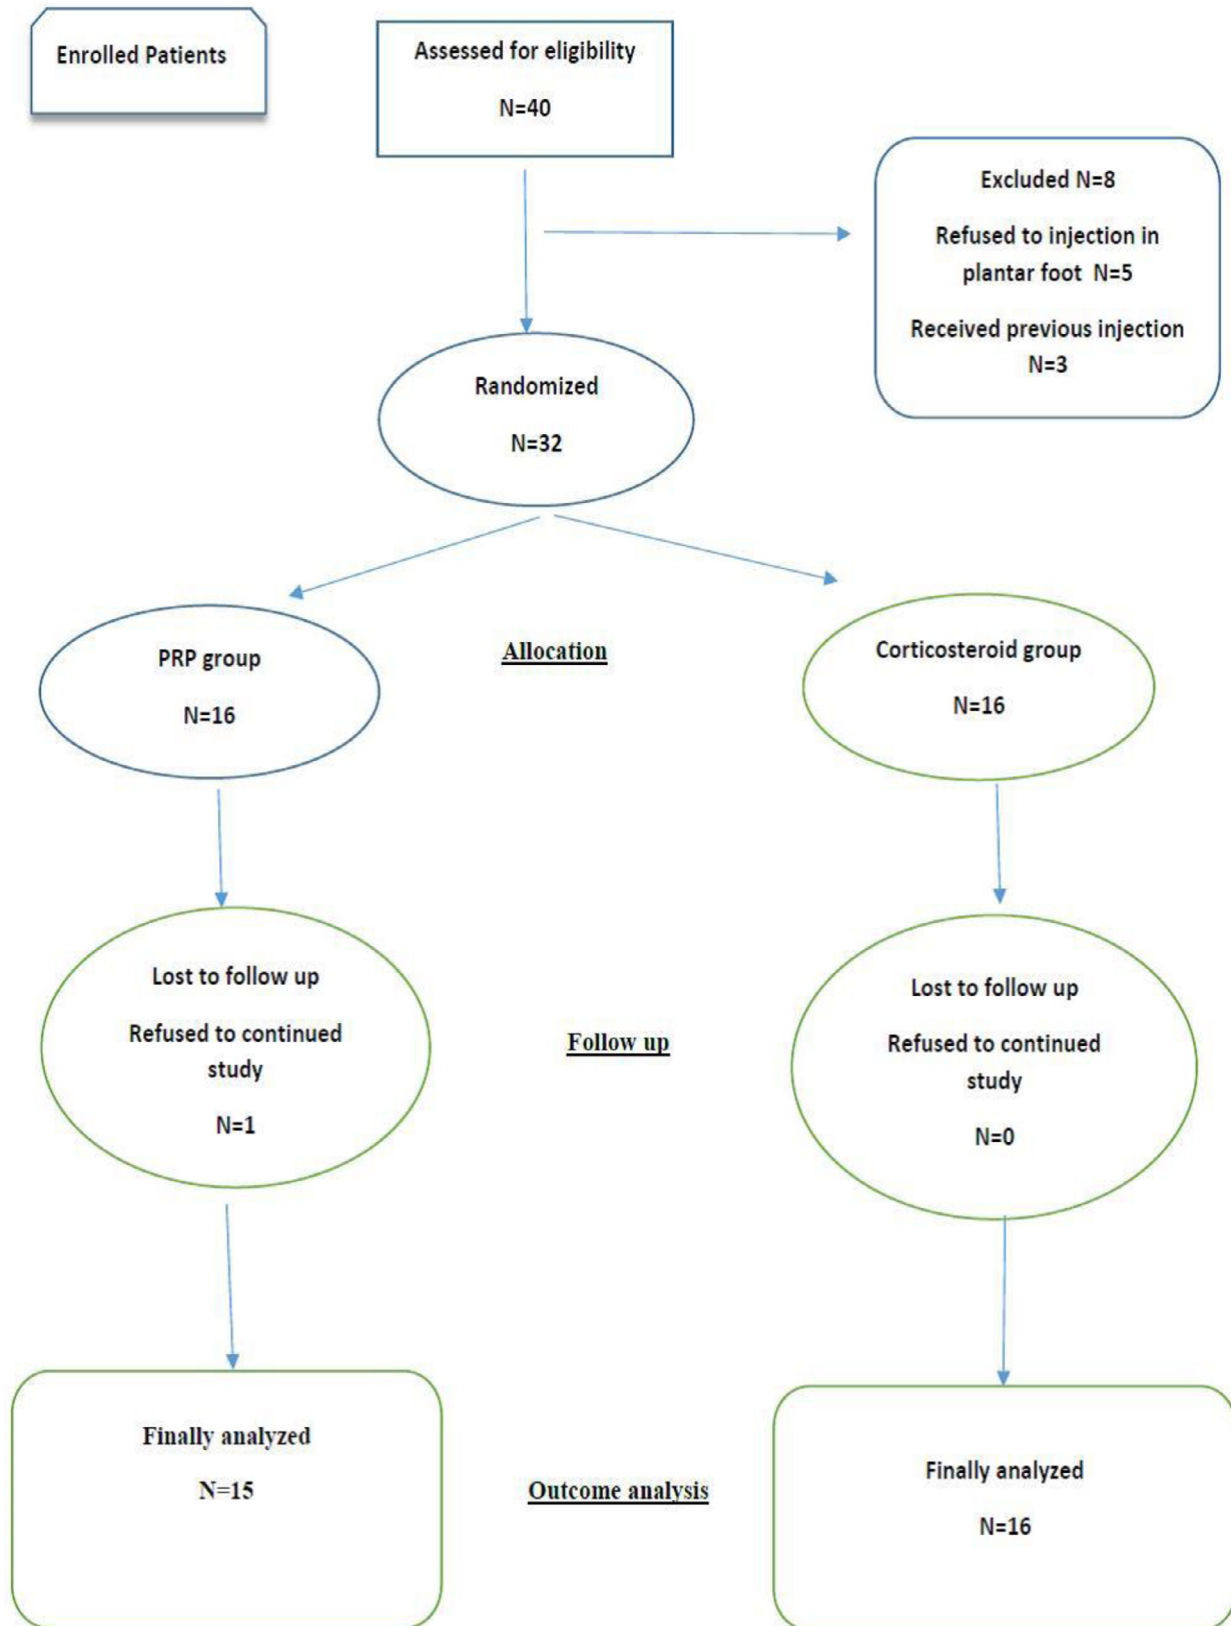 Enrolled Patients
Assessed for eligibility
N=40
Excluded N=8
Refused to injection in
plantar foot N=5
Received previous injection
N=3
Randomized
N=32
PRP group
N=16
Allocation
Corticosteroid group
N=16
Lost to follow up
Refused to continued
study
N=1
Follow up
Lost to follow up
Refused to continued
study
N=0
Finally analyzed
N=15
Outcome analysis
Finally analyzed
N=16